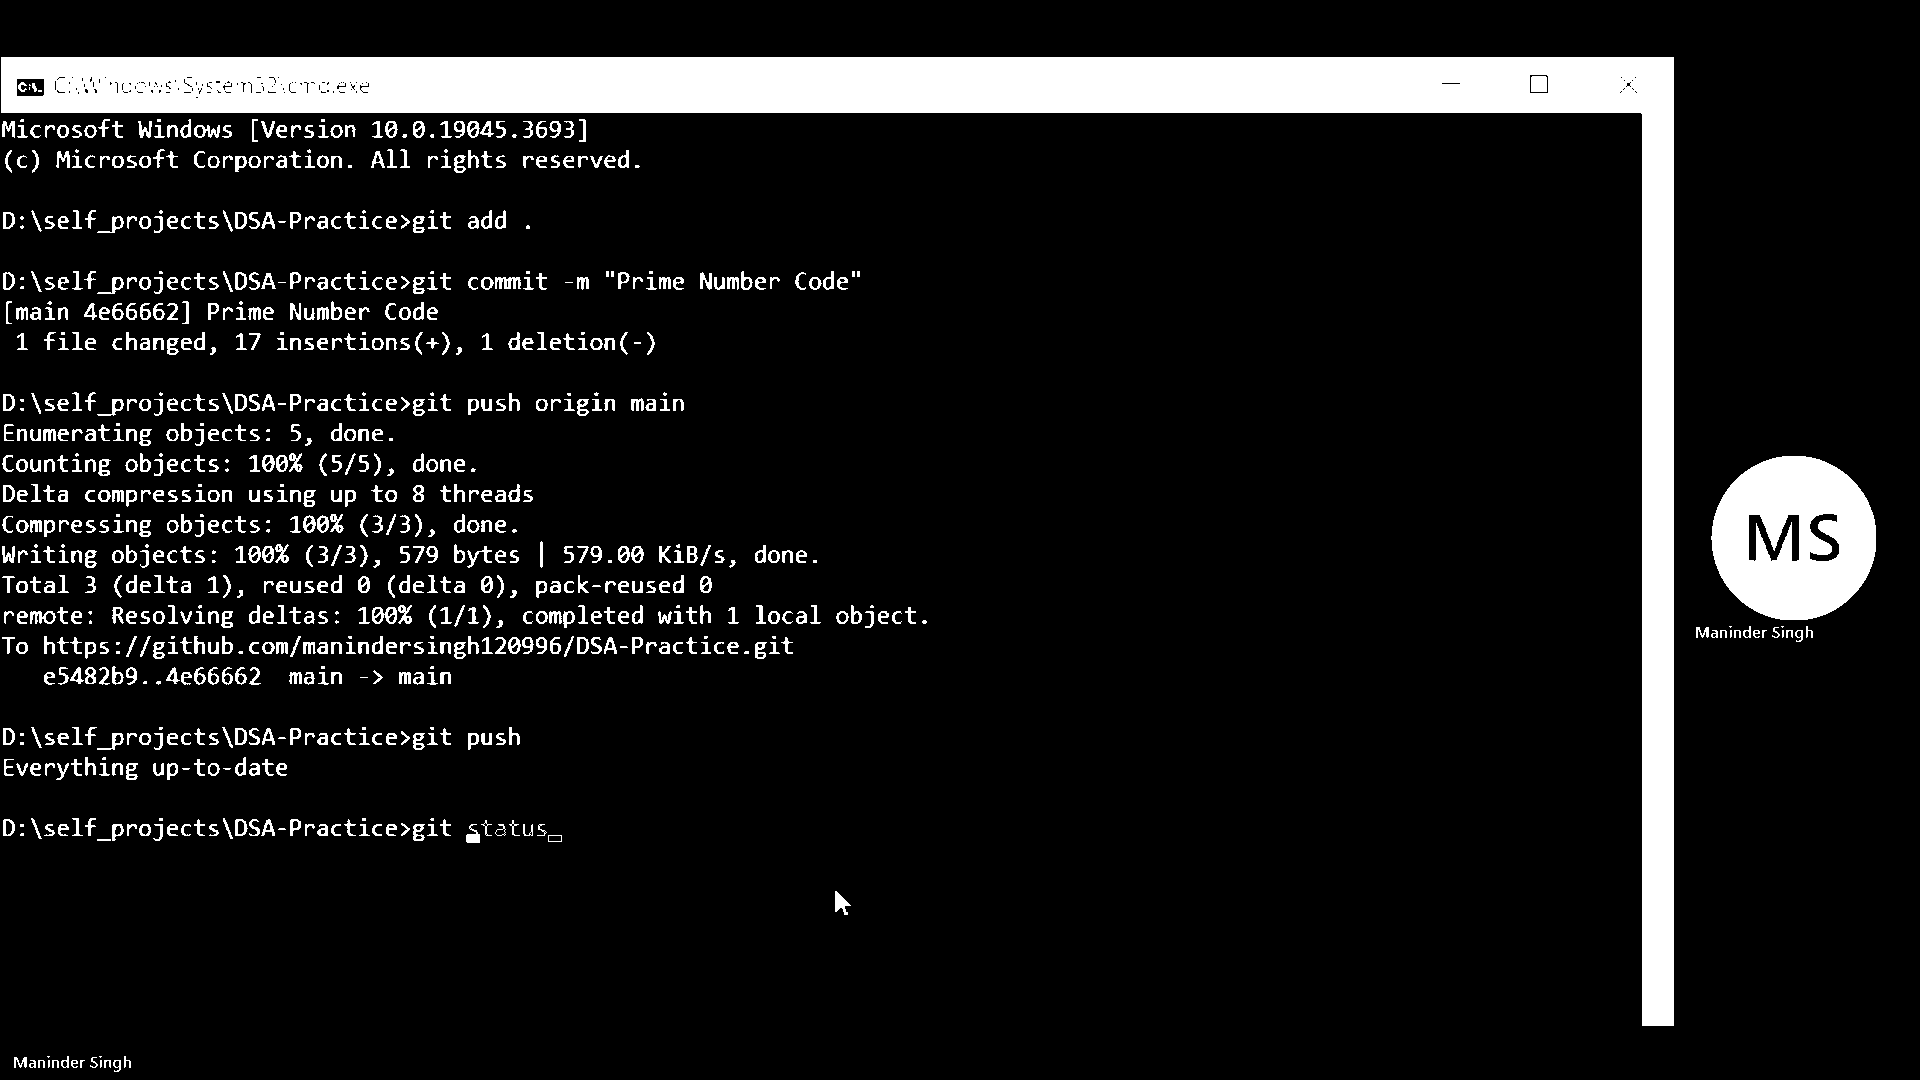 C:\Windows\System32\cmd.exe
Microsoft Windows [Version 10.0.19045.3693]
(c) Microsoft Corporation. All rights reserved.
D:\self_projects\DSA-Practice>git add .
D:\self_projects\DSA-Practice>git commit -m "Prime Number Code"
[main 4e66662] Prime Number Code
 1 file changed, 17 insertions(+), 1 deletion(-)
D:\self_projects\DSA-Practice>git push origin main
Enumerating objects: 5, done.
Counting objects: 100% (5/5), done.
Delta compression using up to 8 threads
Compressing objects: 100% (3/3), done.
Writing objects: 100% (3/3), 579 bytes | 579.00 KiB/s, done.
Total 3 (delta 1), reused 0 (delta 0), pack-reused 0
remote: Resolving deltas: 100% (1/1), completed with 1 local object.
To https://github.com/manindersingh120996/DSA-Practice.git
   e5482b9..4e66662  main -> main
D:\self_projects\DSA-Practice>git push
Everything up-to-date
D:\self_projects\DSA-Practice>git status
MS
Maninder Singh
Maninder Singh